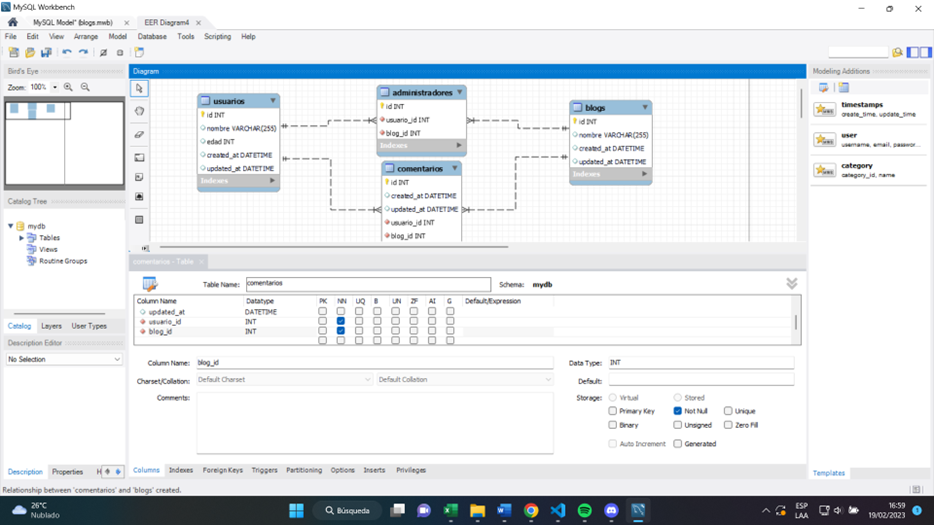 MySQL Workbench
MySQL Model* (blogs.mwb) ×
EER Diagram4 ×
File Edit View Arrange Model Database Tools Scripting Help
Bird's Eye
Zoom: 100%
Diagram
usuarios
id INT
nombre VARCHAR(255)
edad INT
created_at DATETIME
updated_at DATETIME
Indexes
administradores
id INT
usuario_id INT
blog_id INT
Indexes
comentarios
id INT
created_at DATETIME
updated_at DATETIME
usuario_id INT
blog_id INT
blogs
id INT
nombre VARCHAR(255)
created_at DATETIME
updated_at DATETIME
Indexes
Modeling Additions
timestamps
create_time, update_time
user
username, email, passwor...
category
category_id, name
Templates
Catalog Tree
mydb
Tables
Views
Routine Groups
Catalog Layers User Types
Description Editor
No Selection
Description Properties H
comentarios - Table ×
Table Name: comentarios Schema: mydb
Column Name Datatype PK NN UQ B UN ZF AI G Default/Expression
updated_at DATETIME
usuario_id INT
blog_id INT
Column Name: blog_id Data Type: INT
Charset/Collation: Default Charset Default Collation Default:
Comments: Storage: Virtual Stored
Primary Key Not Null Unique
Binary Unsigned Zero Fill
Auto Increment Generated
Columns Indexes Foreign Keys Triggers Partitioning Options Inserts Privileges
Relationship between 'comentarios' and 'blogs' created.
26°C
Nublado
Búsqueda
ESP
LAA
16:59
19/02/2023